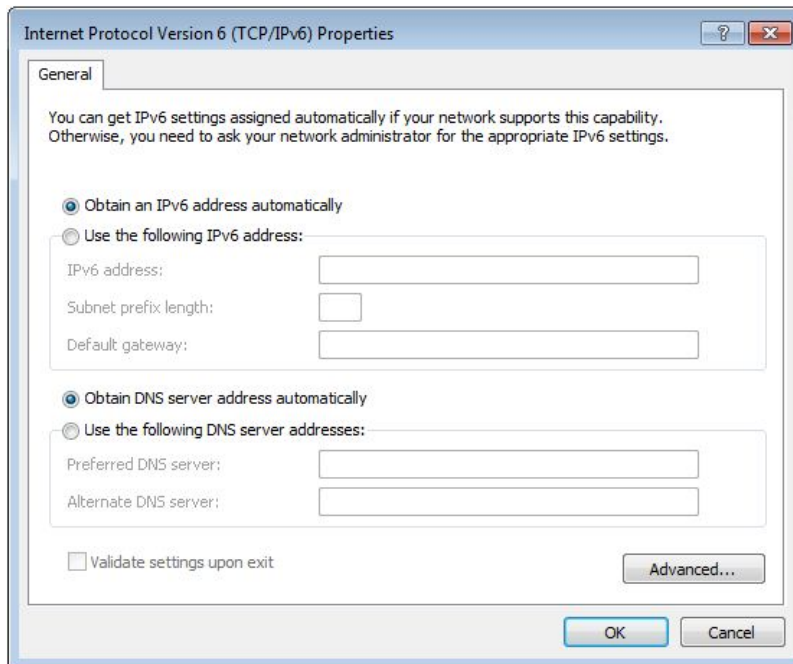 Internet Protocol Version 6 (TCP/IPv6) Properties
General
You can get IPv6 settings assigned automatically if your network supports this capability.
Otherwise, you need to ask your network administrator for the appropriate IPv6 settings.
Obtain an IPv6 address automatically
Use the following IPv6 address:
IPv6 address:
Subnet prefix length:
Default gateway:
Obtain DNS server address automatically
Use the following DNS server addresses:
Preferred DNS server:
Alternate DNS server:
Validate settings upon exit
Advanced...
OK
Cancel